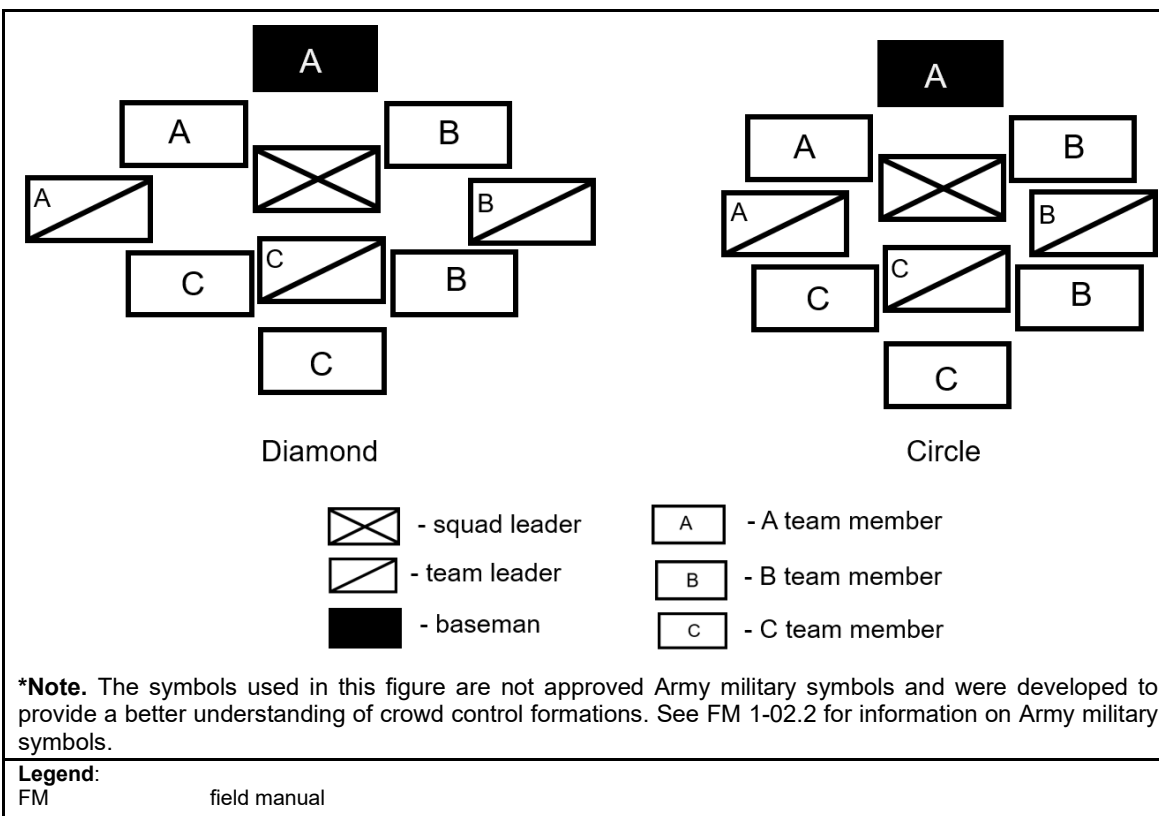 A
A
A
B
A
B
A
B
A
B
C
C
B
C
C
B
C
C
Diamond
Circle
- squad leader
A
- A team member
- team leader
B
- B team member
- baseman
C
- C team member
*Note. The symbols used in this figure are not approved Army military symbols and were developed to
provide a better understanding of crowd control formations. See FM 1-02.2 for information on Army military
symbols.
Legend:
FM field manual